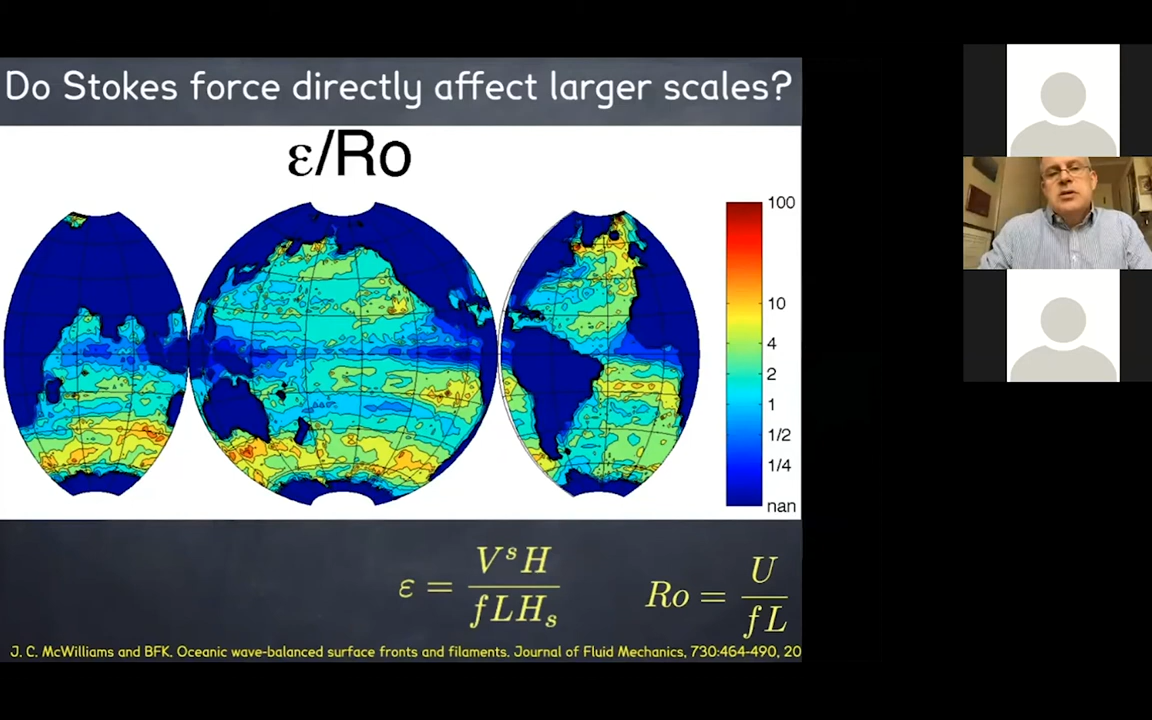 Do Stokes force directly affect larger scales?
ε/Ro
100
10
4
2
1
1/2
1/4
nan
ε = V^s H / f L H_s
Ro = U / f L
J. C. McWilliams and BFK. Oceanic wave-balanced surface fronts and filaments. Journal of Fluid Mechanics, 730:464-490, 20